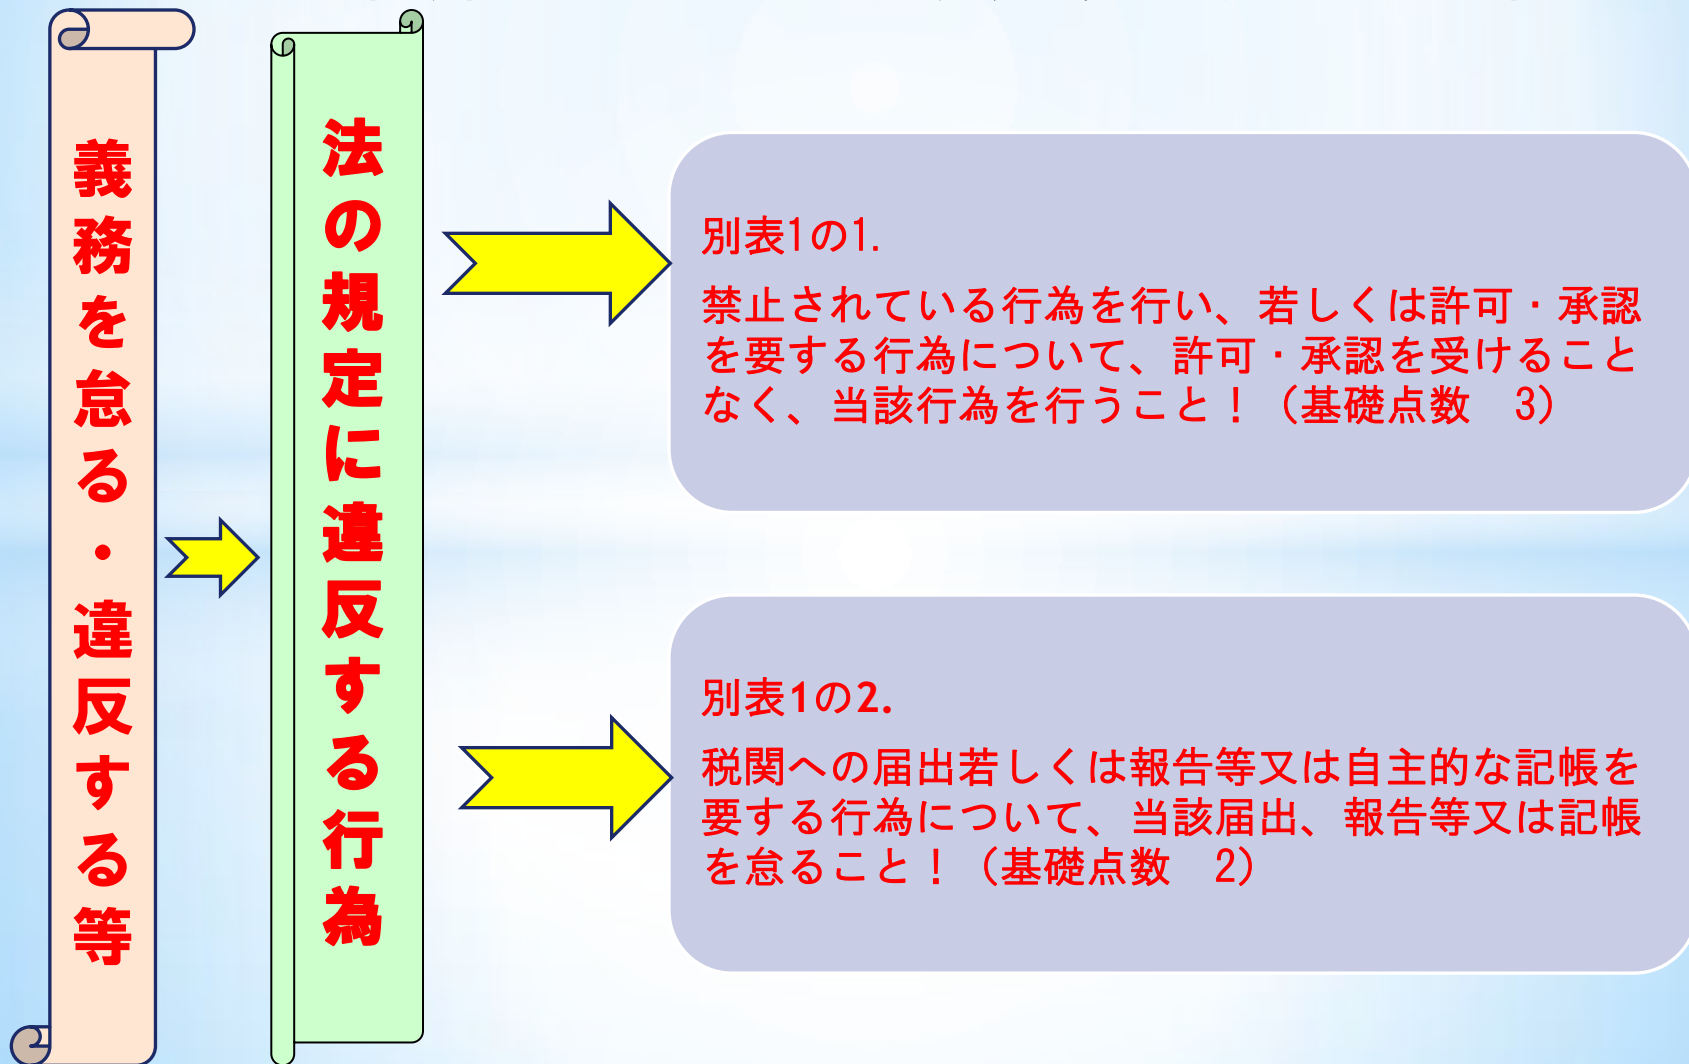 義務を怠る・違反する等
法の規定に違反する行為
別表1の1.
禁止されている行為を行い、若しくは許可・承認
を要する行為について、許可・承認を受けること
なく、当該行為を行うこと！（基礎点数　3）
別表1の2.
税関への届出若しくは報告等又は自主的な記帳を
要する行為について、当該届出、報告等又は記帳
を怠ること！（基礎点数　2）